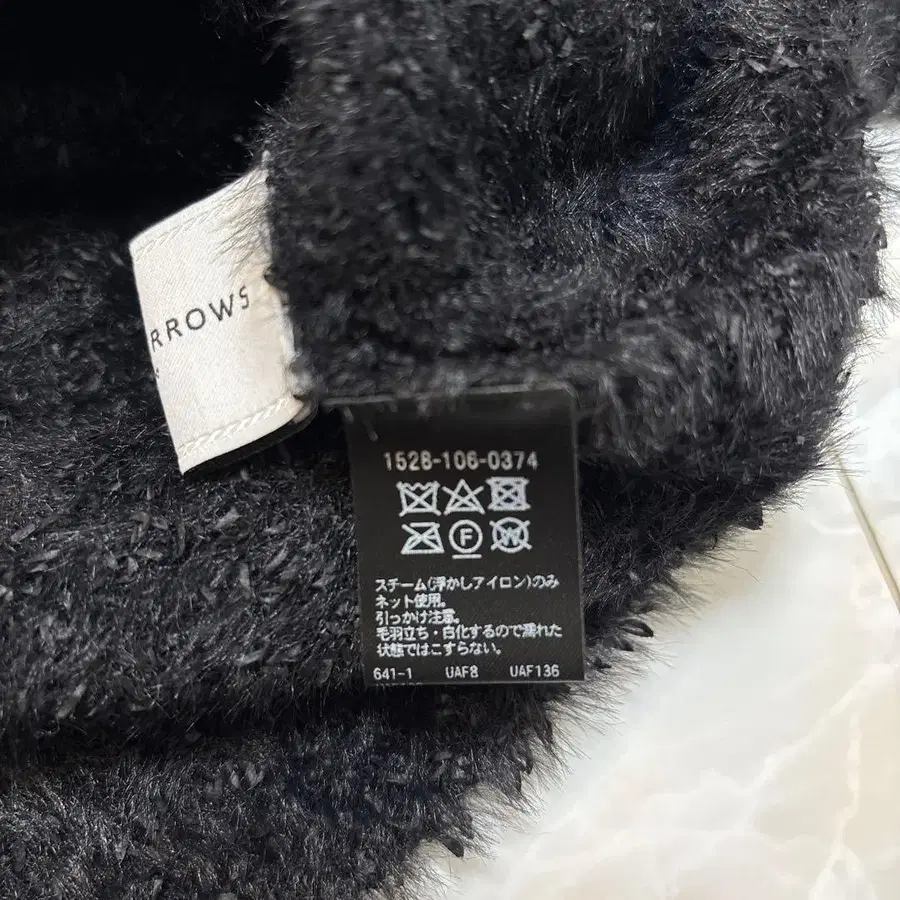 RROWS
1528-106-0374
F W
スチーム(浮かしアイロン)のみ
ネット使用。
引っかけ注意。
毛羽立ち・白化するので濡れた
状態ではこすらない。
641-1 UAF8 UAF136